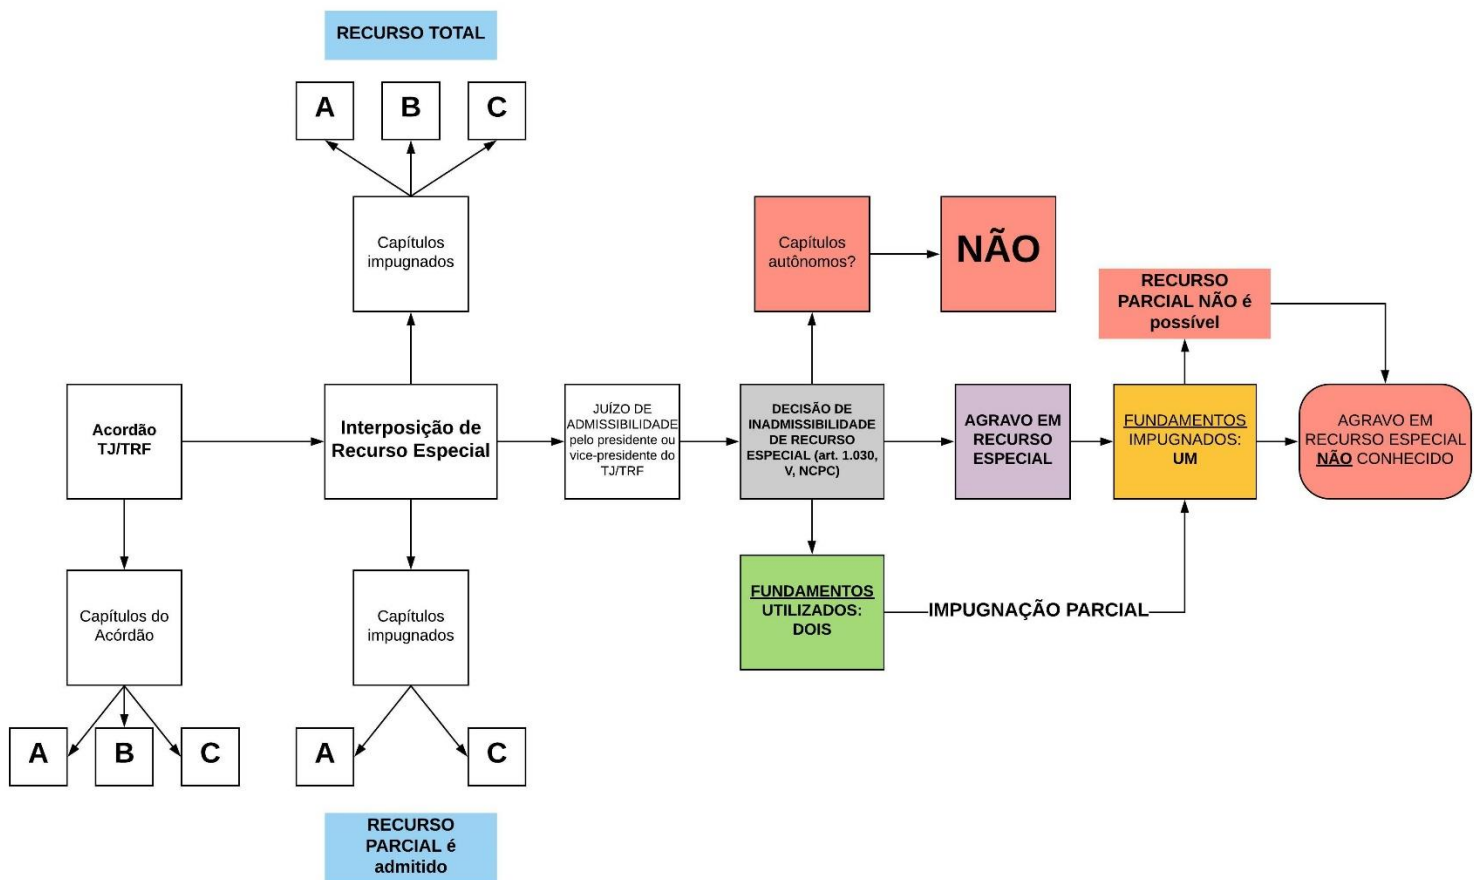 RECURSO TOTAL
A
B
C
Capítulos
impugnados
Capítulos
autônomos?
NÃO
RECURSO
PARCIAL NÃO é
possível
Acordão
TJ/TRF
Interposição de
Recurso Especial
JUÍZO DE
ADMISSIBILIDADE
pelo presidente ou
vice-presidente do
TJ/TRF
DECISÃO DE
INADMISSIBILIDADE
DE RECURSO
ESPECIAL (art. 1.030,
V, NCPC)
AGRAVO EM
RECURSO
ESPECIAL
FUNDAMENTOS
IMPUGNADOS:
UM
AGRAVO EM
RECURSO ESPECIAL
NÃO CONHECIDO
Capítulos do
Acórdão
Capítulos
impugnados
FUNDAMENTOS
UTILIZADOS:
DOIS
IMPUGNAÇÃO PARCIAL
A
B
C
A
C
RECURSO
PARCIAL é
admitido